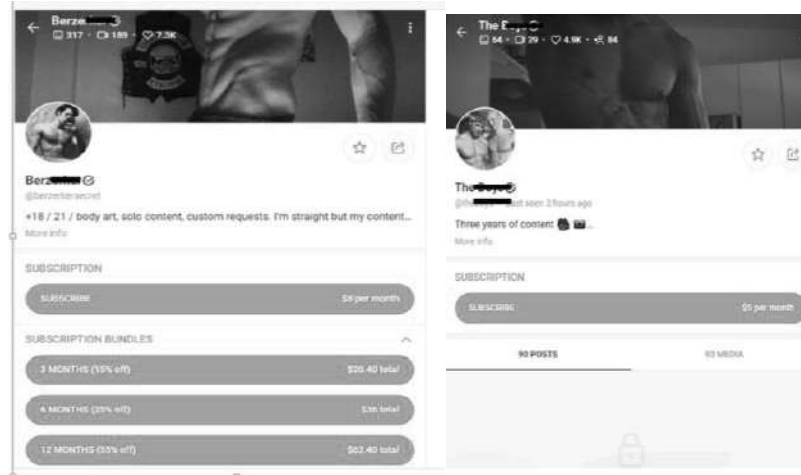 Berze
317 · 189 · 7.3K
Berz
@berzerkersecret
+18 / 21 / body art, solo content, custom requests. I'm straight but my content...
More info
SUBSCRIPTION
SUBSCRIBE
per month
SUBSCRIPTION BUNDLES
3 MONTHS (15% off)
$20.40 total
6 MONTHS (25% off)
$36 total
12 MONTHS (35% off)
$62.40 total
The
64 · 29 · 4.9K · 84
The
Last seen 2 hours ago
Three years of content
More info
SUBSCRIPTION
SUBSCRIBE
$5 per month
90 POSTS
93 MEDIA